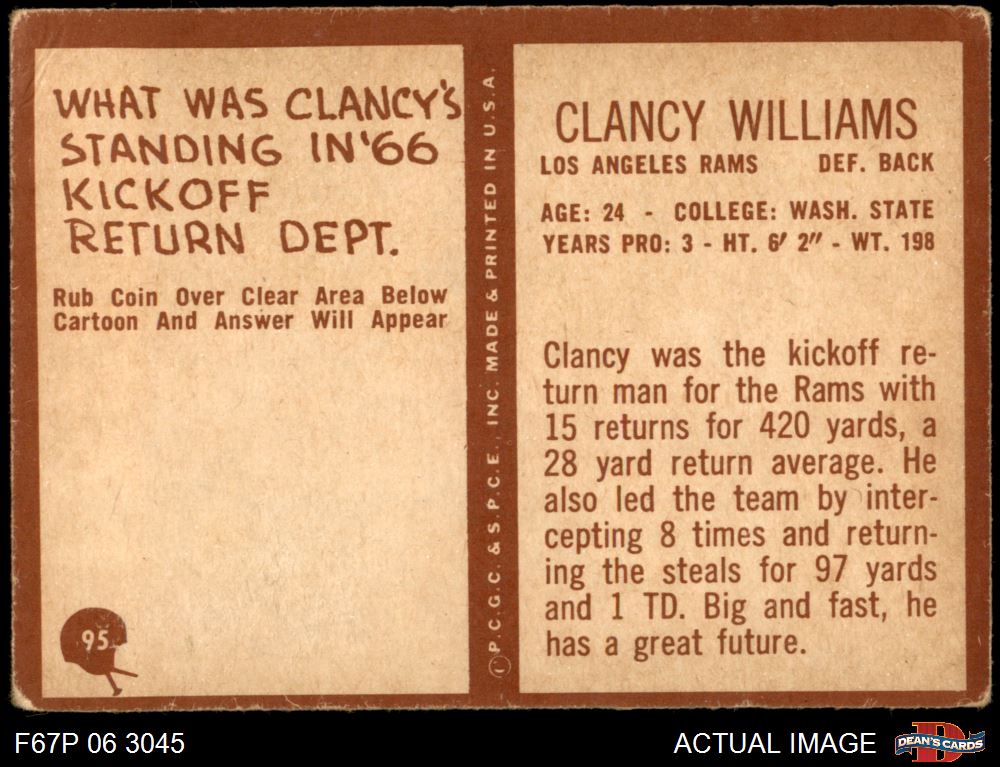 WHAT WAS CLANCY'S
STANDING IN '66
KICKOFF
RETURN DEPT.
Rub Coin Over Clear Area Below
Cartoon And Answer Will Appear
95
© P.C.G.C. & S.P.C.E., INC. MADE & PRINTED IN U.S.A.
CLANCY WILLIAMS
LOS ANGELES RAMS DEF. BACK
AGE: 24 - COLLEGE: WASH. STATE
YEARS PRO: 3 - HT. 6' 2" - WT. 198
Clancy was the kickoff re-
turn man for the Rams with
15 returns for 420 yards, a
28 yard return average. He
also led the team by inter-
cepting 8 times and return-
ing the steals for 97 yards
and 1 TD. Big and fast, he
has a great future.
F67P 06 3045
ACTUAL IMAGE
D
DEAN'S CARDS